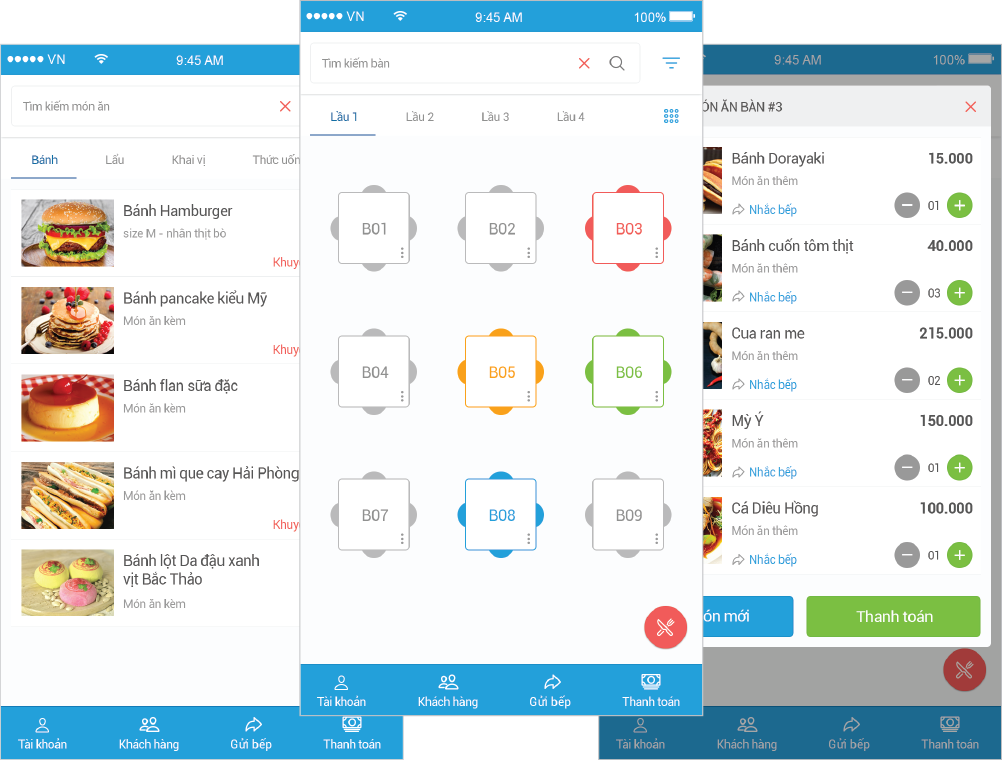 VN
9:45 AM
Tìm kiếm món ăn
Bánh
Lẩu
Khai vị
Thức uốn
Bánh Hamburger
size M - nhân thịt bò
Khuy
Bánh pancake kiểu Mỹ
Món ăn kèm
Khuy
Bánh flan sữa đặc
Món ăn kèm
Bánh mì que cay Hải Phòng
Món ăn kèm
Khuy
Bánh lột Da đậu xanh
vịt Bắc Thảo
Món ăn kèm
Tài khoản
Khách hàng
Gửi bếp
Thanh toán
VN
9:45 AM
100%
Tìm kiếm bàn
Lầu 1
Lầu 2
Lầu 3
Lầu 4
B01
B02
B03
B04
B05
B06
B07
B08
B09
Tài khoản
Khách hàng
Gửi bếp
Thanh toán
9:45 AM
100%
ÓN ĂN BÀN #3
Bánh Dorayaki
15.000
Món ăn thêm
Nhắc bếp
01
Bánh cuốn tôm thịt
40.000
Món ăn thêm
Nhắc bếp
03
Cua ran me
215.000
Món ăn thêm
Nhắc bếp
02
Mỳ Ý
150.000
Món ăn thêm
Nhắc bếp
01
Cá Diêu Hồng
100.000
Món ăn thêm
Nhắc bếp
01
ón mới
Thanh toán
Tài khoản
Khách hàng
Gửi bếp
Thanh toán